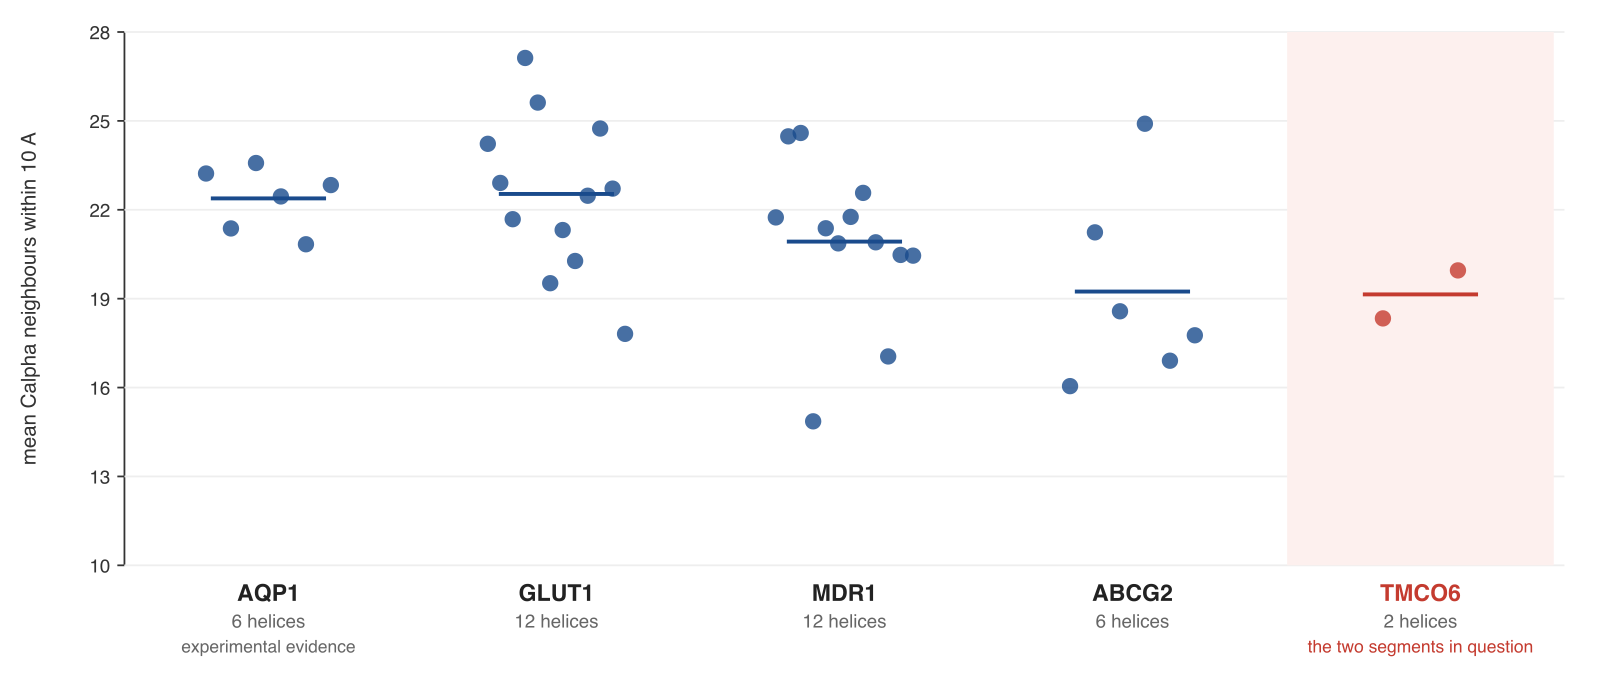 mean Calpha neighbours within 10 A
28
25
22
19
16
13
10
AQP1
GLUT1
MDR1
ABCG2
TMCO6
6 helices
12 helices
12 helices
6 helices
2 helices
experimental evidence
the two segments in question